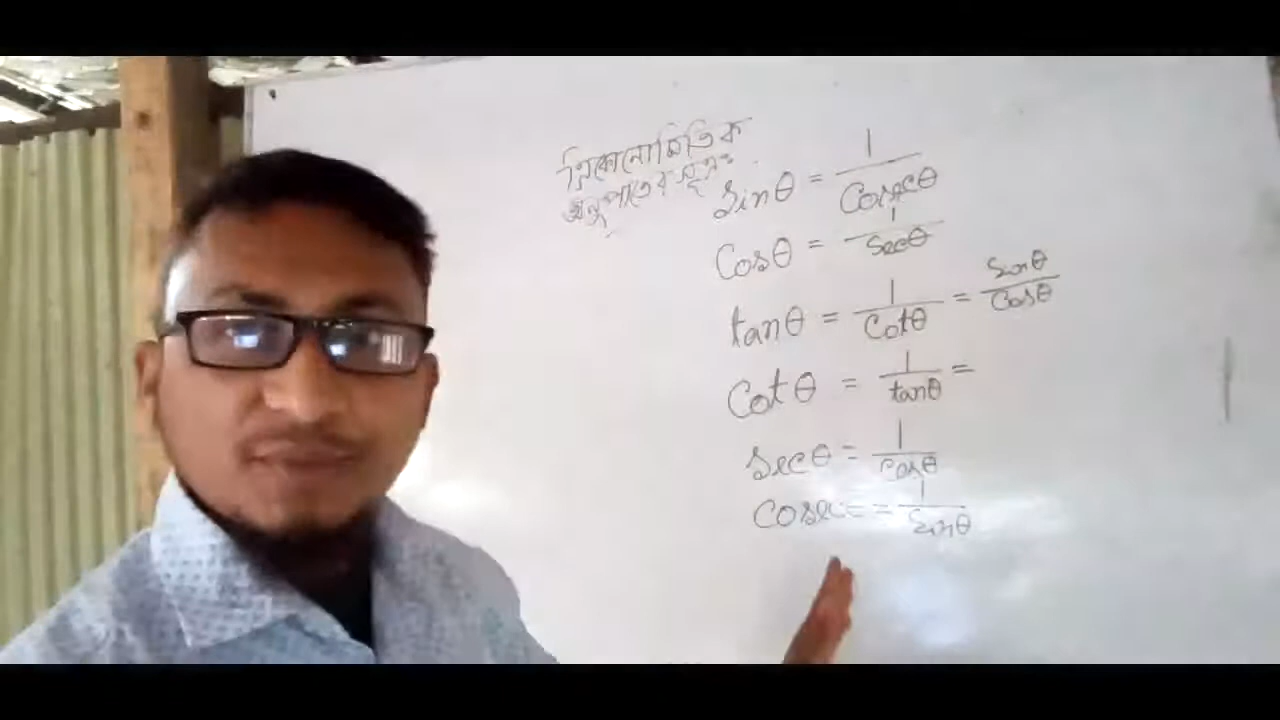 ত্রিকোনোমিতিক
অনুপাতের সূত্রঃ
sinθ = 1/Cosecθ
Cosθ = 1/secθ
tanθ = 1/Cotθ = sinθ/Cosθ
Cotθ = 1/tanθ =
secθ = 1/Cosθ
Cosec = 1/sinθ